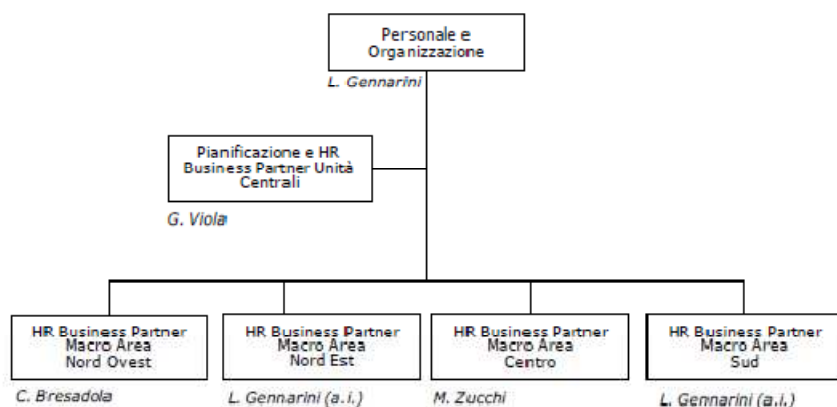 Personale e
Organizzazione
L. Gennarini
Pianificazione e HR
Business Partner Unità
Centrali
G. Viola
HR Business Partner
Macro Area
Nord Ovest
C. Bresadola
HR Business Partner
Macro Area
Nord Est
L. Gennarini (a.i.)
HR Business Partner
Macro Area
Centro
M. Zucchi
HR Business Partner
Macro Area
Sud
L. Gennarini (a.i.)